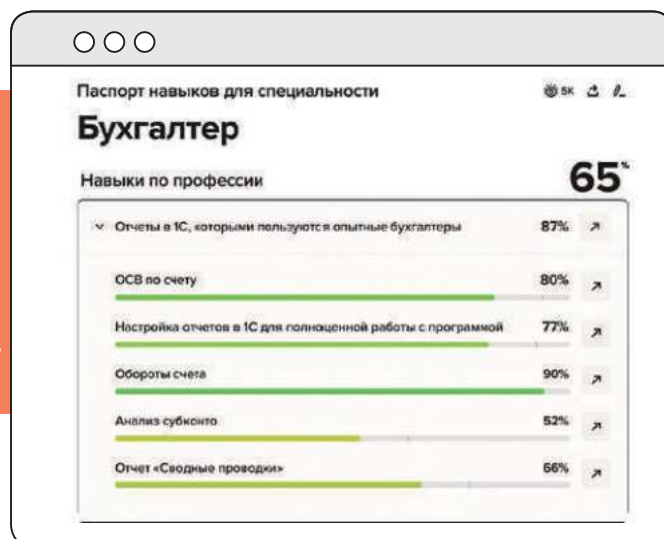 Паспорт навыков для специальности
5K
Бухгалтер
Навыки по профессии 65%
Отчеты в 1С, которыми пользуются опытные бухгалтеры 87%
ОСВ по счету 80%
Настройка отчетов в 1С для полноценной работы с программой 77%
Обороты счета 90%
Анализ субконто 52%
Отчет «Сводные проводки» 66%